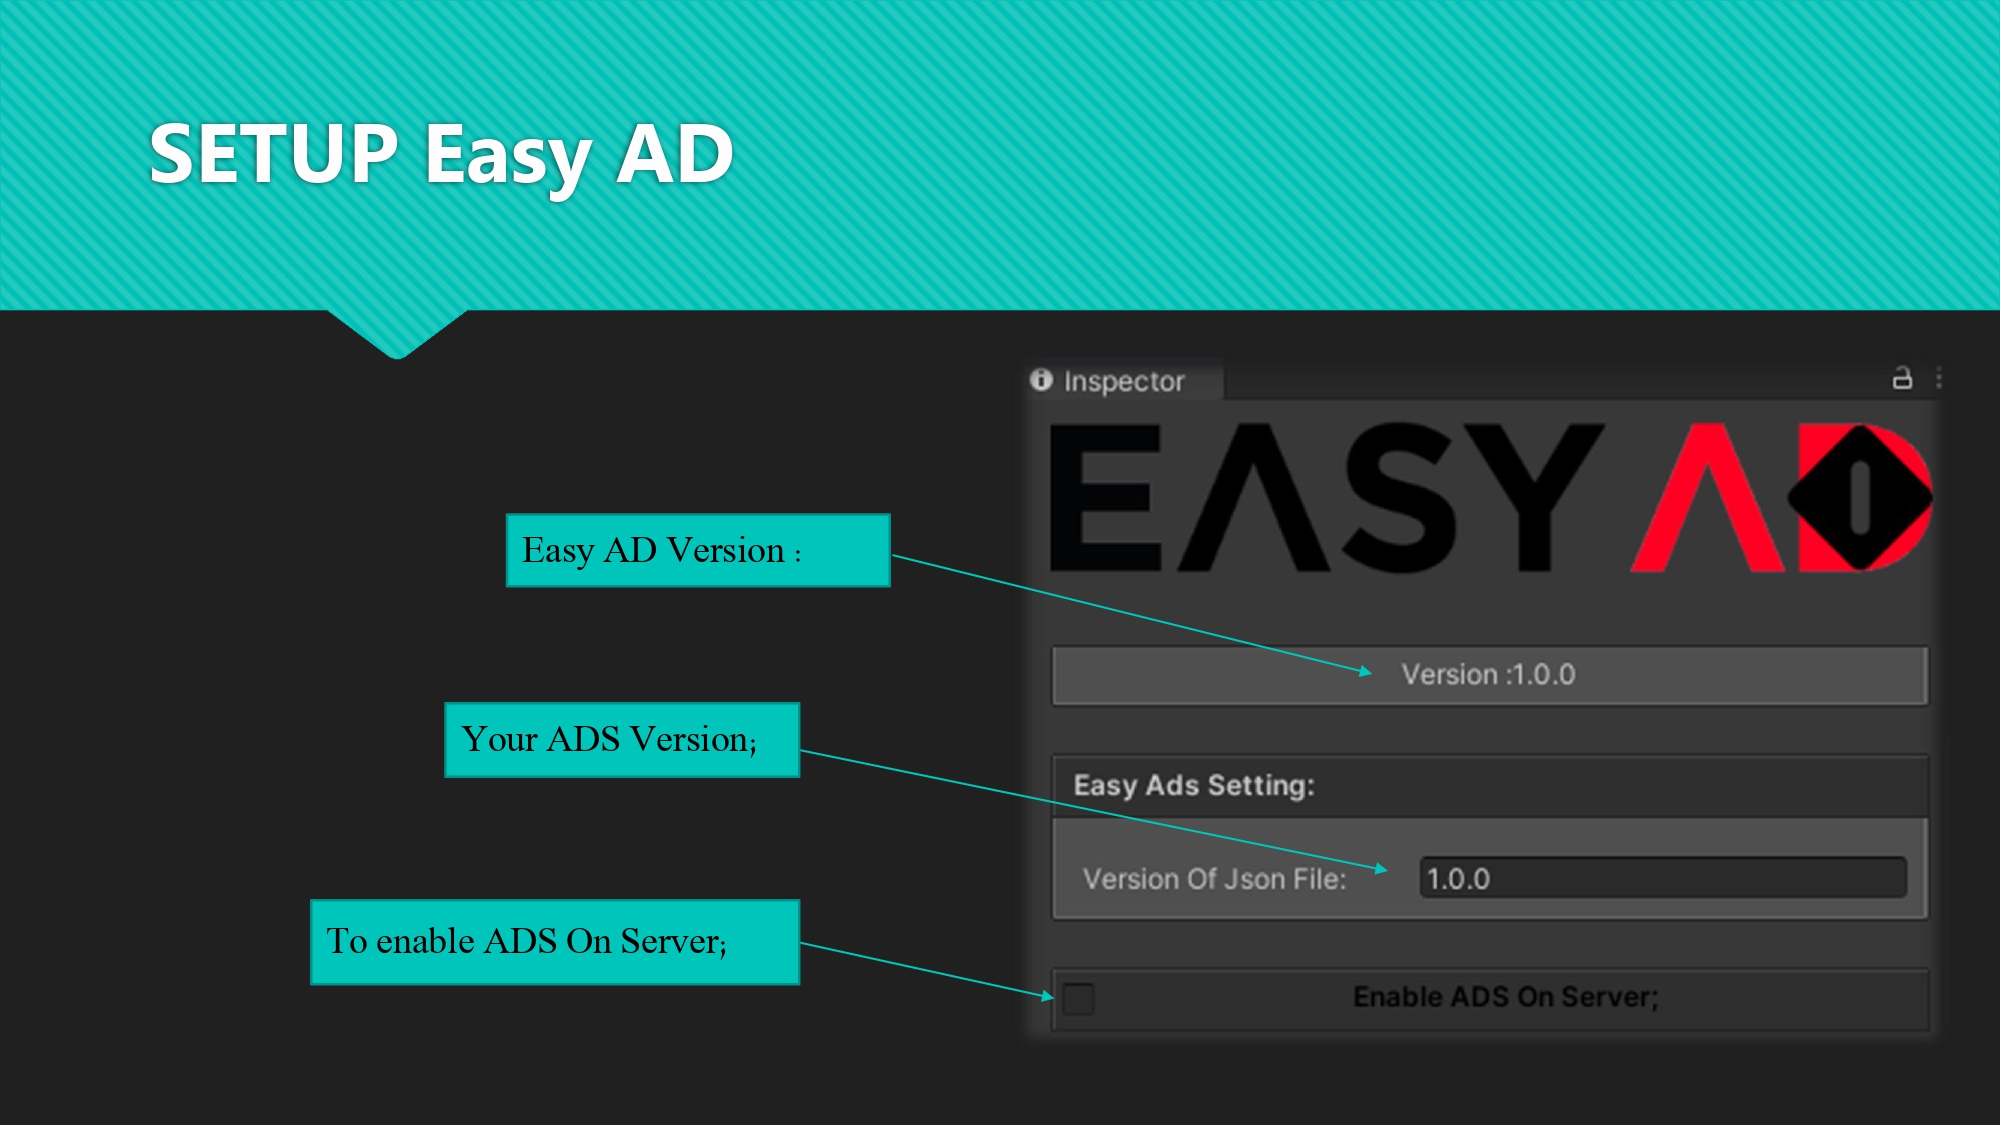 SETUP Easy AD
Inspector
EASY AD
Easy AD Version :
Version :1.0.0
Your ADS Version;
Easy Ads Setting:
Version Of Json File: 1.0.0
To enable ADS On Server;
Enable ADS On Server;